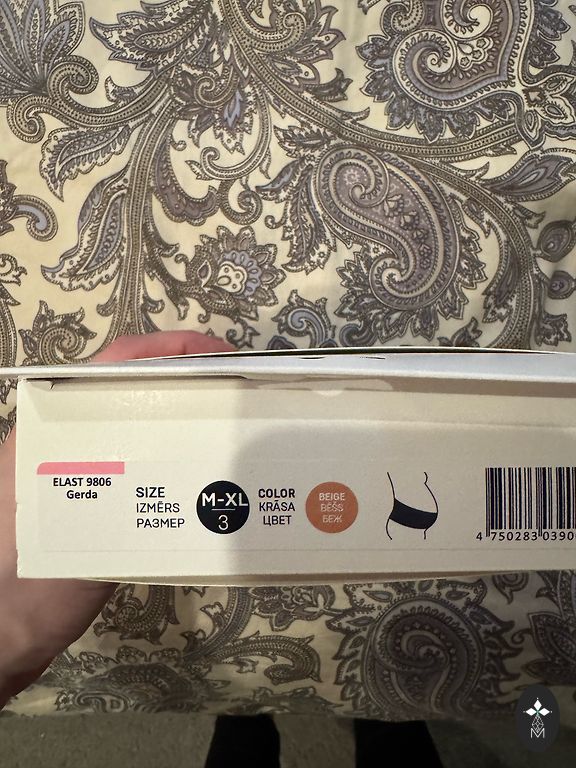 ELAST 9806
Gerda
SIZE
IZMĒRS
РАЗМЕР
M-XL
3
COLOR
KRĀSA
ЦВЕТ
BEIGE
BĒŠS
БЕЖ
4 750283 0390